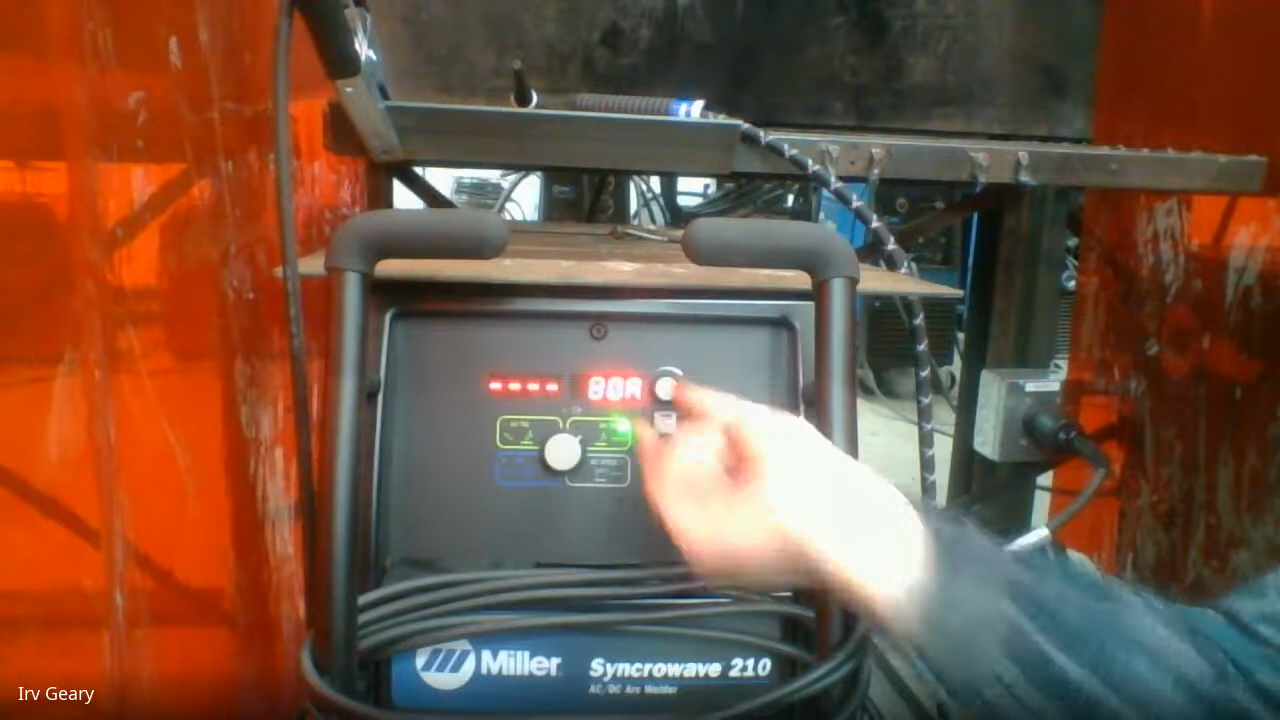 ---- 80A
Miller
Syncrowave 210
AC/DC Arc Welder
Irv Geary